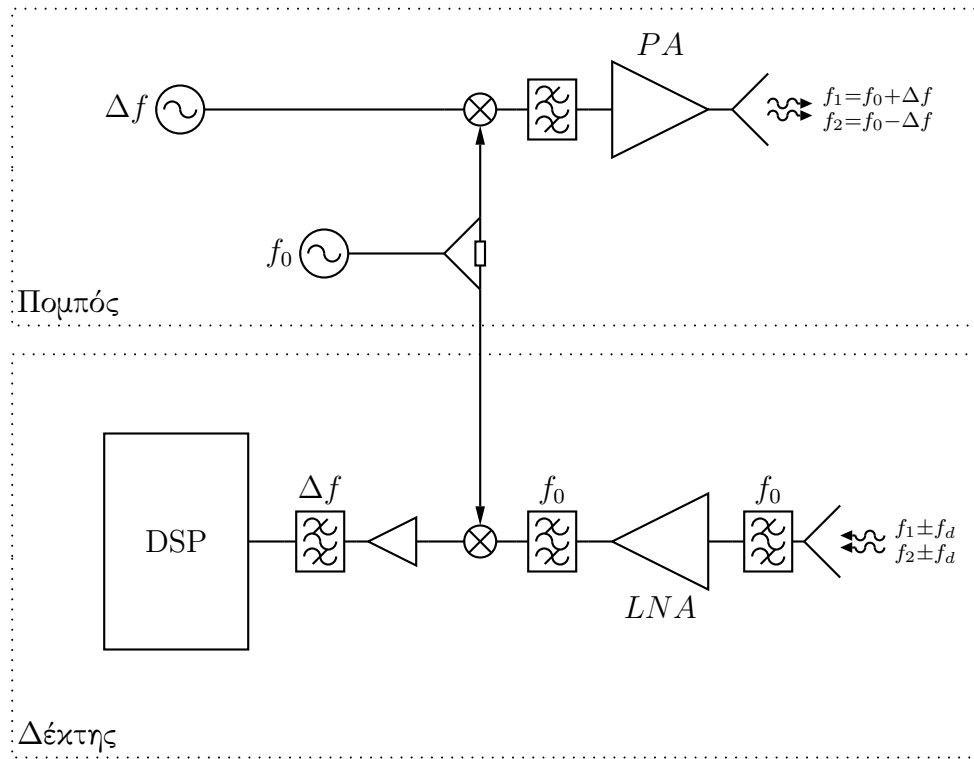 PA
Δf
f₁=f₀+Δf
f₂=f₀−Δf
f₀
Πομπός
Δf
f₀
f₀
DSP
f₁±f_d
f₂±f_d
LNA
Δέκτης